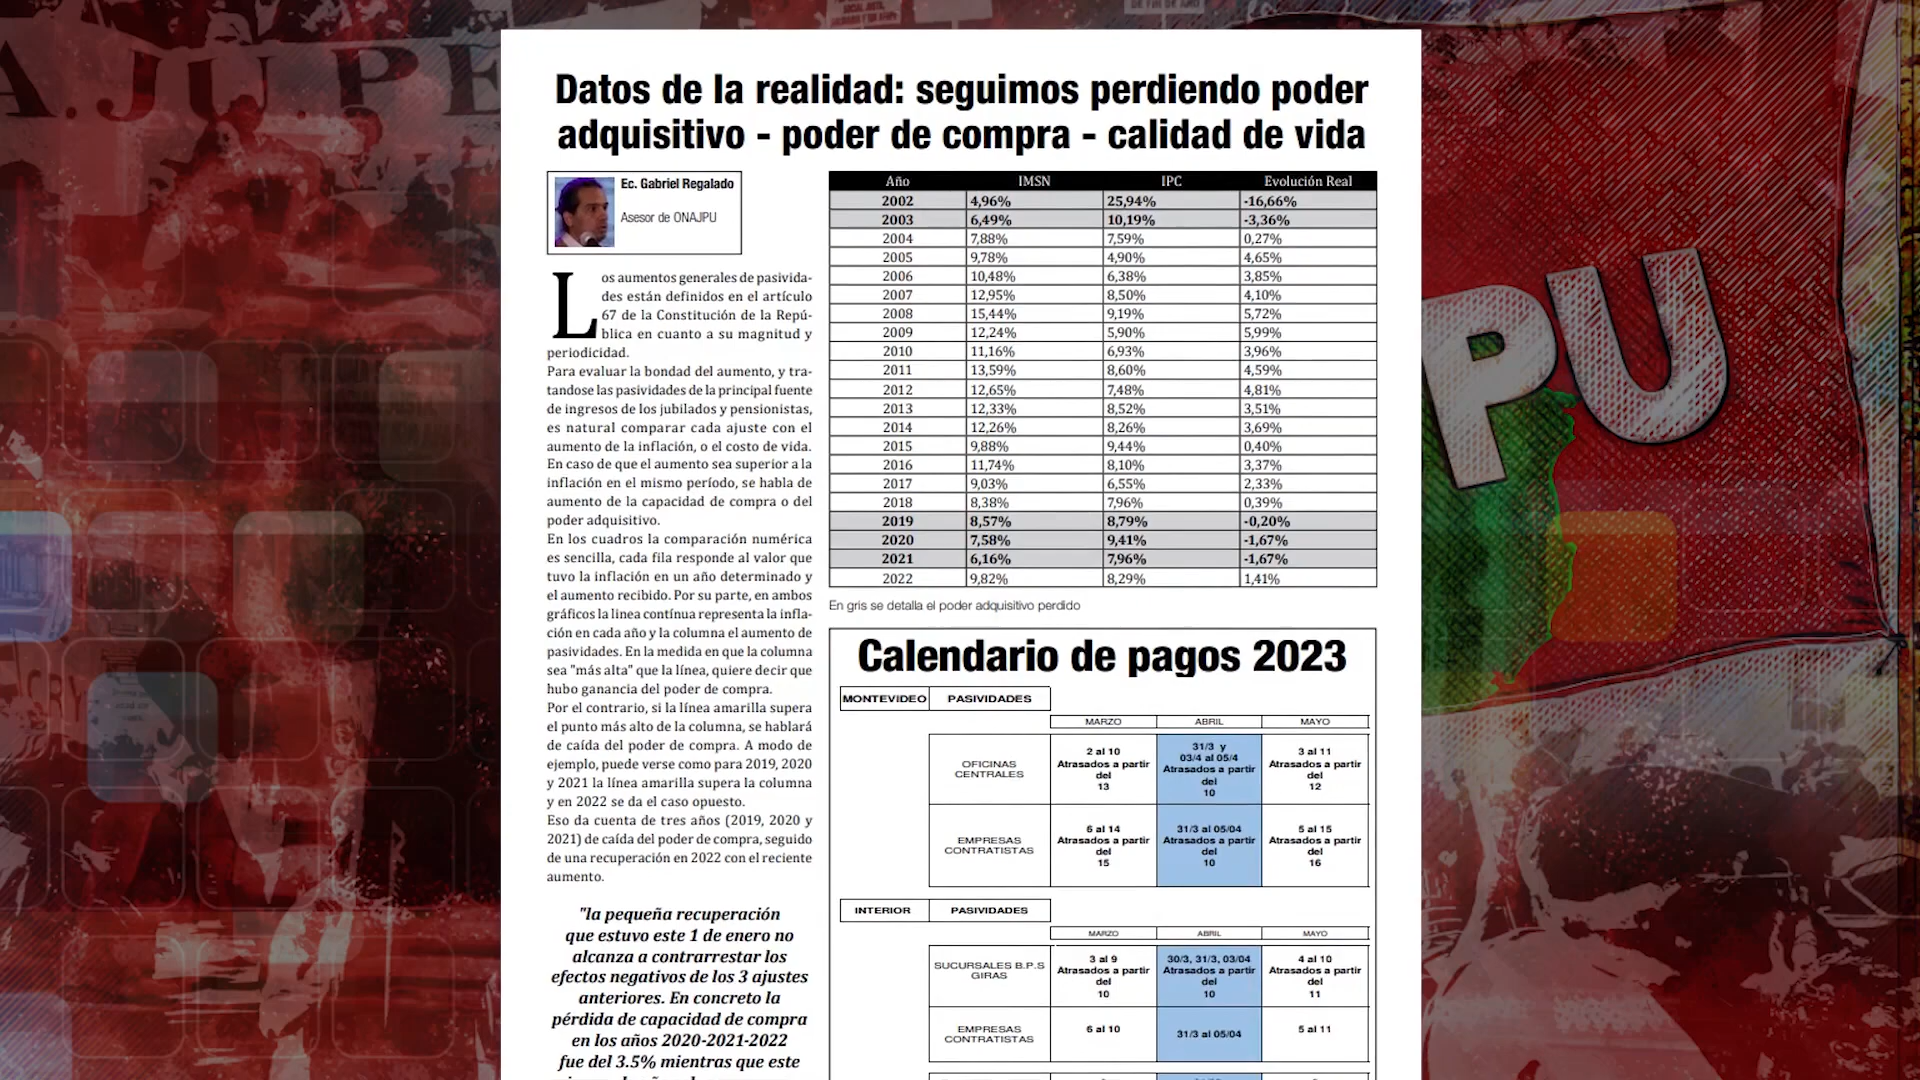 A.JU.PE
PU
Datos de la realidad: seguimos perdiendo poder
adquisitivo - poder de compra - calidad de vida
Ec. Gabriel Regalado
Asesor de ONAJPU
Los aumentos generales de pasivida-
des están definidos en el artículo
67 de la Constitución de la Repú-
blica en cuanto a su magnitud y
periodicidad.
Para evaluar la bondad del aumento, y tra-
tandose las pasividades de la principal fuente
de ingresos de los jubilados y pensionistas,
es natural comparar cada ajuste con el
aumento de la inflación, o el costo de vida.
En caso de que el aumento sea superior a la
inflación en el mismo período, se habla de
aumento de la capacidad de compra o del
poder adquisitivo.
En los cuadros la comparación numérica
es sencilla, cada fila responde al valor que
tuvo la inflación en un año determinado y
el aumento recibido. Por su parte, en ambos
gráficos la linea contínua representa la infla-
ción en cada año y la columna el aumento de
pasividades. En la medida en que la columna
sea "más alta" que la línea, quiere decir que
hubo ganancia del poder de compra.
Por el contrario, si la línea amarilla supera
el punto más alto de la columna, se hablará
de caída del poder de compra. A modo de
ejemplo, puede verse como para 2019, 2020
y 2021 la línea amarilla supera la columna
y en 2022 se da el caso opuesto.
Eso da cuenta de tres años (2019, 2020 y
2021) de caída del poder de compra, seguido
de una recuperación en 2022 con el reciente
aumento.
"la pequeña recuperación
que estuvo este 1 de enero no
alcanza a contrarrestar los
efectos negativos de los 3 ajustes
anteriores. En concreto la
pérdida de capacidad de compra
en los años 2020-2021-2022
fue del 3.5% mientras que este
Año IMSN IPC Evolución Real
2002 4,96% 25,94% -16,66%
2003 6,49% 10,19% -3,36%
2004 7,88% 7,59% 0,27%
2005 9,78% 4,90% 4,65%
2006 10,48% 6,38% 3,85%
2007 12,95% 8,50% 4,10%
2008 15,44% 9,19% 5,72%
2009 12,24% 5,90% 5,99%
2010 11,16% 6,93% 3,96%
2011 13,59% 8,60% 4,59%
2012 12,65% 7,48% 4,81%
2013 12,33% 8,52% 3,51%
2014 12,26% 8,26% 3,69%
2015 9,88% 9,44% 0,40%
2016 11,74% 8,10% 3,37%
2017 9,03% 6,55% 2,33%
2018 8,38% 7,96% 0,39%
2019 8,57% 8,79% -0,20%
2020 7,58% 9,41% -1,67%
2021 6,16% 7,96% -1,67%
2022 9,82% 8,29% 1,41%
En gris se detalla el poder adquisitivo perdido
Calendario de pagos 2023
MONTEVIDEO PASIVIDADES
MARZO ABRIL MAYO
OFICINAS
CENTRALES
2 al 10
Atrasados a partir
del
13
31/3 y
03/4 al 05/4
Atrasados a partir
del
10
3 al 11
Atrasados a partir
del
12
EMPRESAS
CONTRATISTAS
6 al 14
Atrasados a partir
del
15
31/3 al 05/04
Atrasados a partir
del
10
5 al 15
Atrasados a partir
del
16
INTERIOR PASIVIDADES
MARZO ABRIL MAYO
SUCURSALES B.P.S
GIRAS
3 al 9
Atrasados a partir
del
10
30/3, 31/3, 03/04
Atrasados a partir
del
10
4 al 10
Atrasados a partir
del
11
EMPRESAS
CONTRATISTAS
6 al 10
31/3 al 05/04
5 al 11